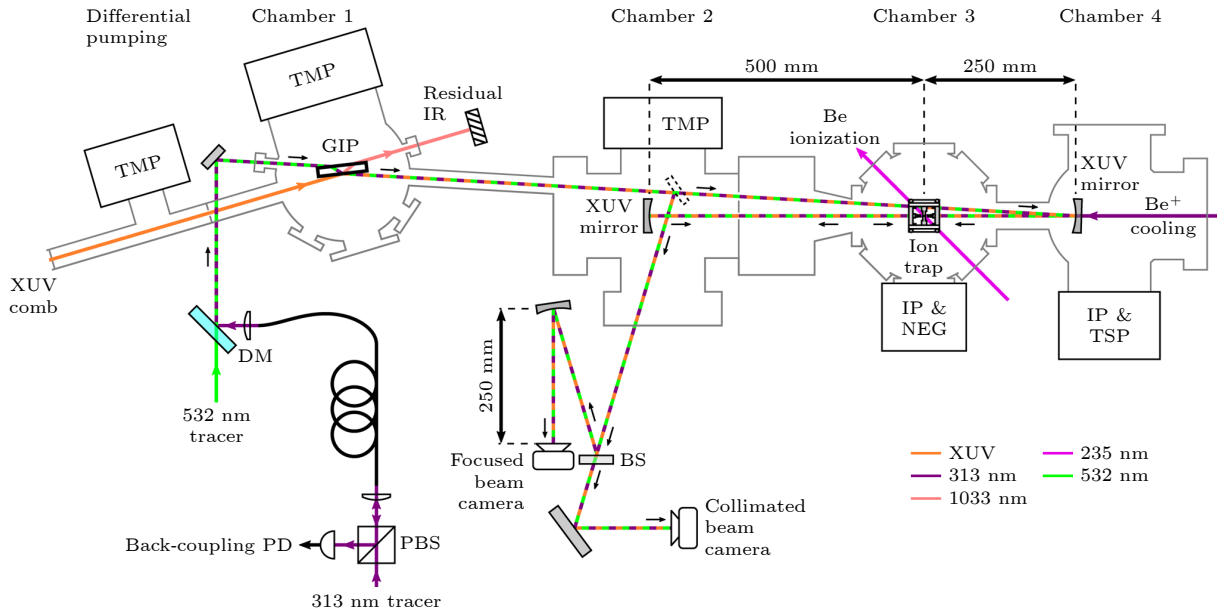 Differential
pumping
Chamber 1
Chamber 2
Chamber 3
Chamber 4
TMP
TMP
Residual
IR
GIP
500 mm
250 mm
TMP
Be
ionization
XUV
mirror
XUV
mirror
Be+
cooling
Ion
trap
XUV
comb
IP &
NEG
IP &
TSP
DM
250 mm
532 nm
tracer
Focused
beam
camera
BS
XUV
313 nm
1033 nm
235 nm
532 nm
Collimated
beam
camera
Back-coupling PD
PBS
313 nm tracer